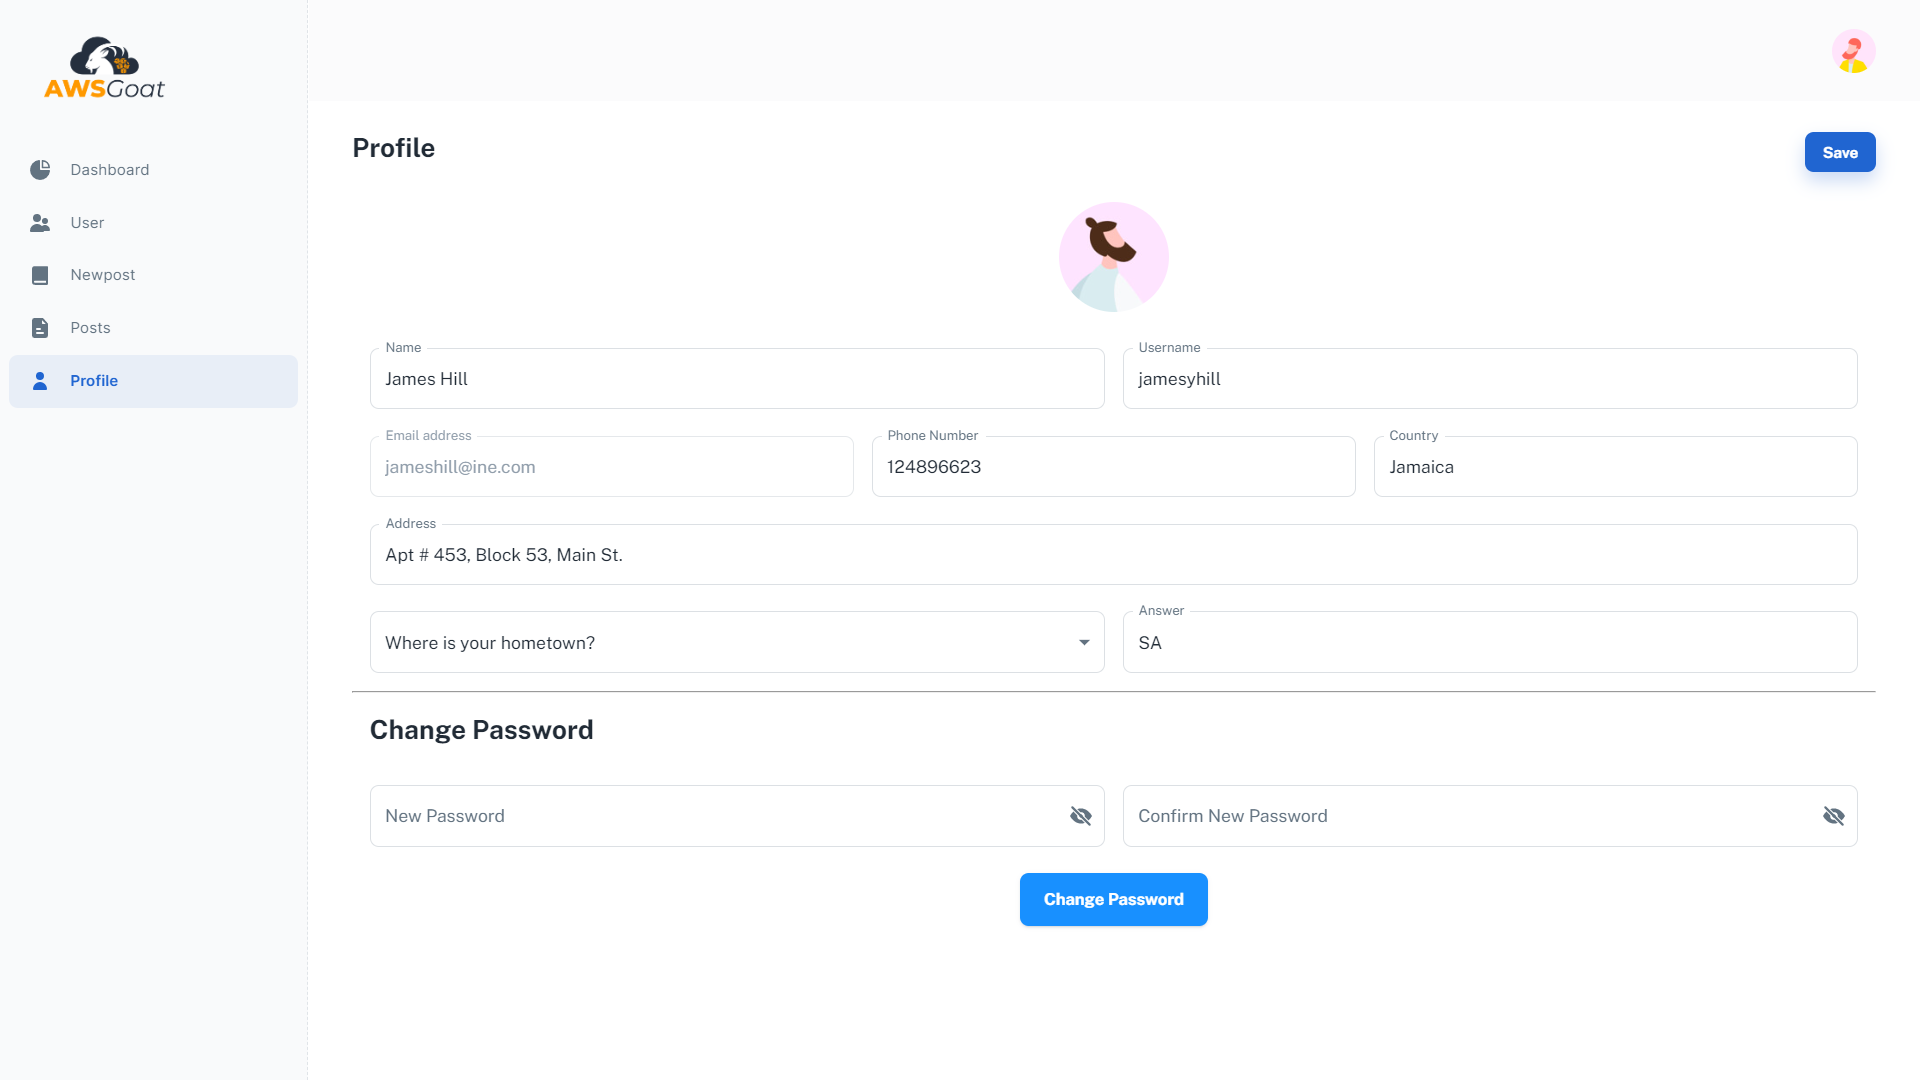 AWSGoat
Dashboard
User
Newpost
Posts
Profile
Profile
Save
Name
James Hill
Username
jamesyhill
Email address
jameshill@ine.com
Phone Number
124896623
Country
Jamaica
Address
Apt # 453, Block 53, Main St.
Where is your hometown?
Answer
SA
Change Password
New Password
Confirm New Password
Change Password